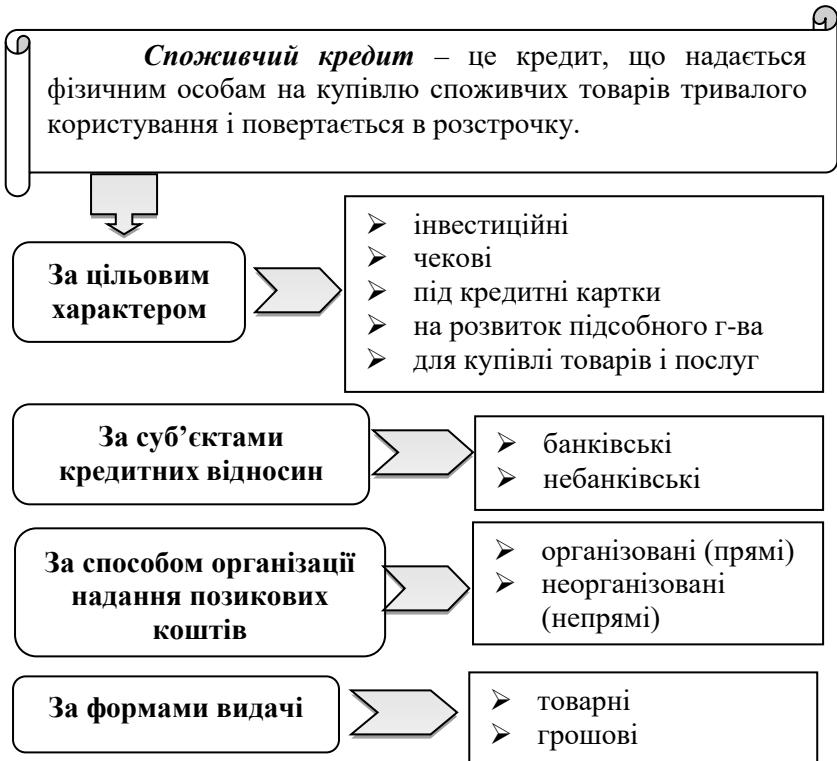 Споживчий кредит – це кредит, що надається
фізичним особам на купівлю споживчих товарів тривалого
користування і повертається в розстрочку.
За цільовим
характером
➢ інвестиційні
➢ чекові
➢ під кредитні картки
➢ на розвиток підсобного г-ва
➢ для купівлі товарів і послуг
За суб’єктами
кредитних відносин
➢ банківські
➢ небанківські
За способом організації
надання позикових
коштів
➢ організовані (прямі)
➢ неорганізовані
(непрямі)
За формами видачі
➢ товарні
➢ грошові